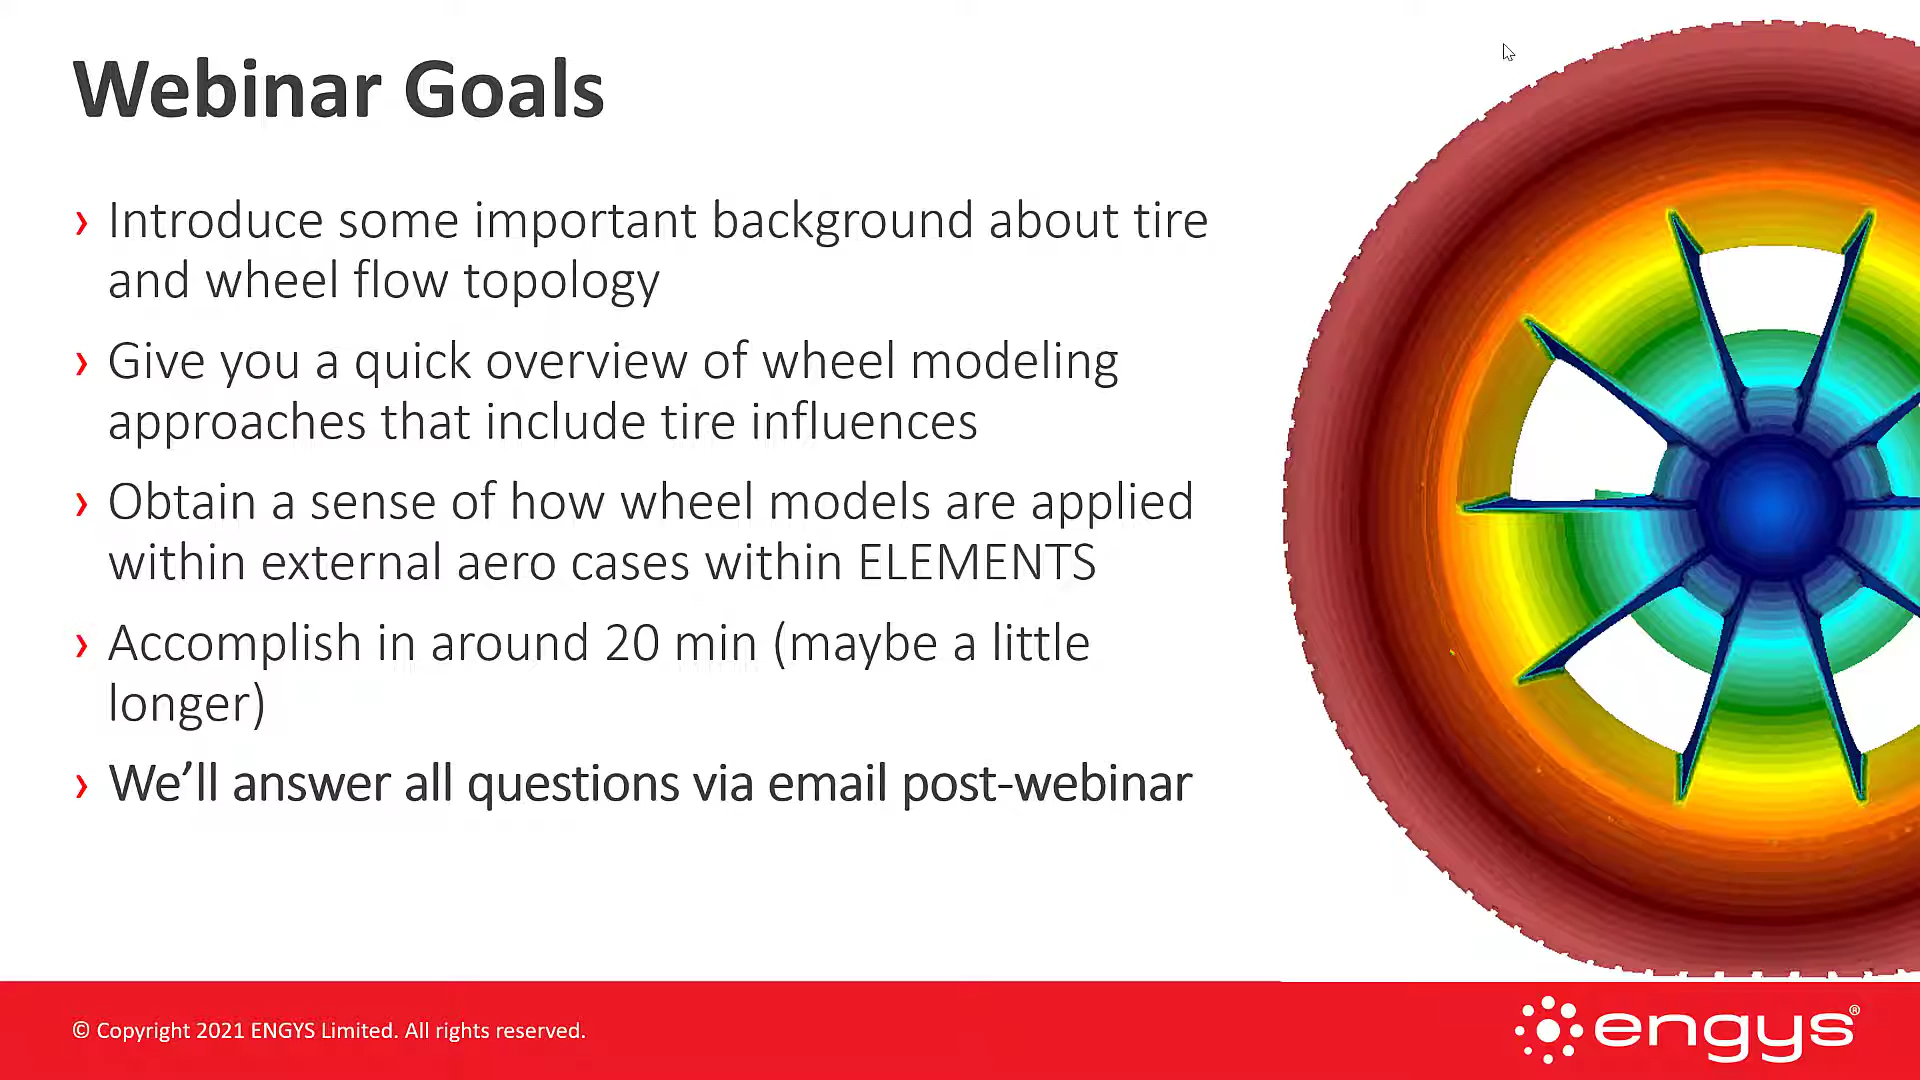 Webinar Goals
› Introduce some important background about tire
and wheel flow topology
› Give you a quick overview of wheel modeling
approaches that include tire influences
› Obtain a sense of how wheel models are applied
within external aero cases within ELEMENTS
› Accomplish in around 20 min (maybe a little
longer)
› We’ll answer all questions via email post-webinar
© Copyright 2021 ENGYS Limited. All rights reserved.
engys®